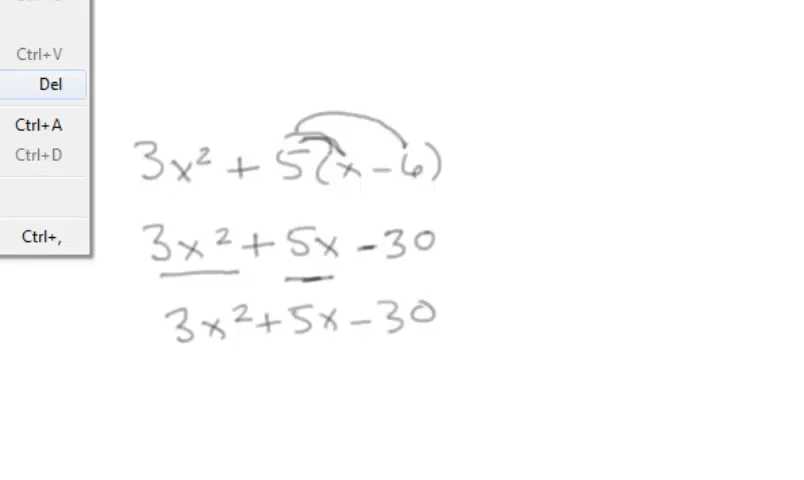 Ctrl+V
Del
Ctrl+A
Ctrl+D
Ctrl+,
3x² + 5(x - 6)
3x² + 5x - 30
3x² + 5x - 30